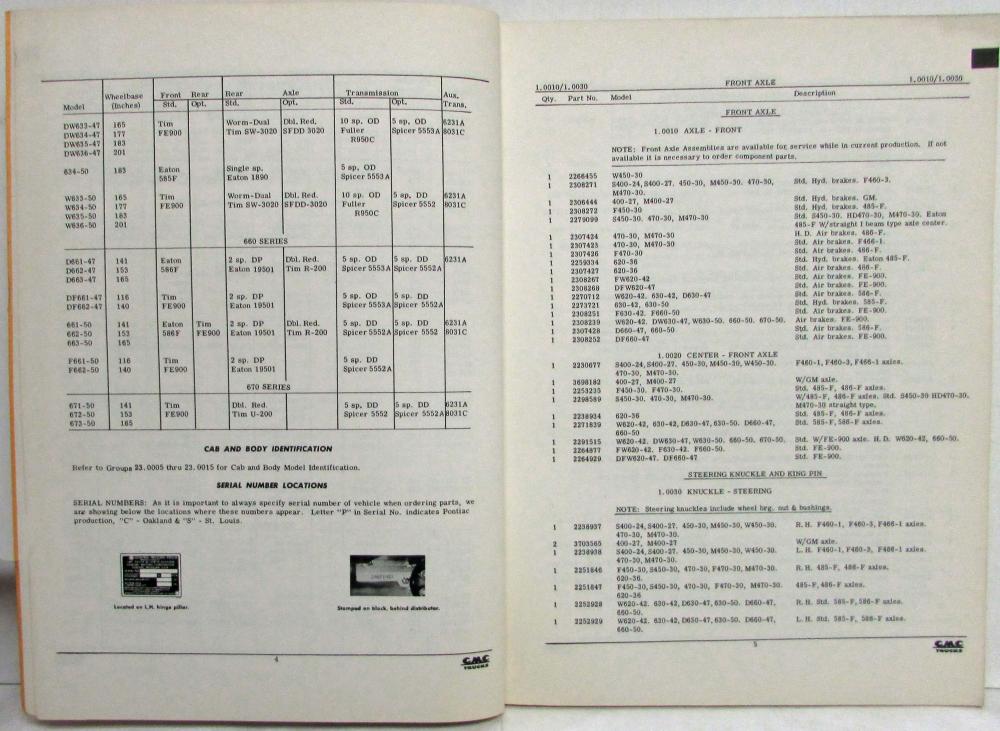 Wheelbase Front Rear Rear Axle Transmission Aux.
Model (Inches) Std. Opt. Std. Opt. Std. Opt. Trans.
DW633-47 165 Tim Worm-Dual Dbl. Red. 10 sp. OD 5 sp. OD 6231A
DW634-47 177 FE900 Tim SW-3020 SFDD 3020 Fuller Spicer 5553A 8031C
DW635-47 183 R950C
DW636-47 201
634-50 183 Eaton Single sp. 5 sp. OD
585F Eaton 1890 Spicer 5553A
W633-50 165 Tim Worm-Dual Dbl. Red. 10 sp. OD 5 sp. DD 6231A
W634-50 177 FE900 Tim SW-3020 SFDD-3020 Fuller Spicer 5552 8031C
W635-50 183 R950C
W636-50 201
660 SERIES
D661-47 141 Eaton 2 sp. DP Dbl. Red. 5 sp. OD 5 sp. DD 6231A
D662-47 153 586F Eaton 19501 Tim R-200 Spicer 5553A Spicer 5552A
D663-47 165
DF661-47 116 Tim 2 sp. DP 5 sp. OD 5 sp. DD
DF662-47 140 FE900 Eaton 19501 Spicer 5553A Spicer 5552A
661-50 141 Eaton Tim 2 sp. DP Dbl. Red. 5 sp. DD 5 sp. DD 6231A
662-50 153 586F FE900 Eaton 19501 Tim R-200 Spicer 5552A Spicer 5552 8031C
663-50 165
F661-50 116 Tim 2 sp. DP 5 sp. DD
F662-50 140 FE900 Eaton 19501 Spicer 5552A
670 SERIES
671-50 141 Tim Dbl. Red. 5 sp. DD 5 sp. DD 6231A
672-50 153 FE900 Tim U-200 Spicer 5552 Spicer 5552A 8031C
673-50 165
CAB AND BODY IDENTIFICATION
Refer to Groups 23.0005 thru 23.0015 for Cab and Body Model Identification.
SERIAL NUMBER LOCATIONS
SERIAL NUMBERS: As it is important to always specify serial number of vehicle when ordering parts, we
are showing below the locations where these numbers appear. Letter "P" in Serial No. indicates Pontiac
production, "C" - Oakland & "S" - St. Louis.
Located on L.H. hinge pillar.
Stamped on block, behind distributor.
4
GMC
TRUCKS
1.0010/1.0030 FRONT AXLE 1.0010/1.0030
Qty. Part No. Model Description
FRONT AXLE
1.0010 AXLE - FRONT
NOTE: Front Axle Assemblies are available for service while in current production. If not
available it is necessary to order component parts.
1 2266455 W450-30
1 2308271 S400-24,S400-27. 450-30, M450-30. 470-30, Std. Hyd. brakes. F460-3.
M470-30.
1 2306444 400-27, M400-27 Std. Hyd. brakes. GM.
1 2308272 F450-30 Std. Hyd. brakes. 485-F.
1 2279099 S450-30. 470-30, M470-30 Std. S450-30. HD470-30, M470-30. Eaton
485-F W/straight I beam type axle center.
1 2307424 470-30, M470-30 H.D. Air brakes. 486-F.
1 2307423 470-30, M470-30 Std. Air brakes. F466-1.
1 2307426 F470-30 Std. Air brakes. 486-F.
1 2259334 620-36 Std. Hyd. brakes. Eaton 485-F.
1 2307427 620-36 Std. Air brakes. 486-F.
1 2308267 FW620-42 Std. Air brakes. FE-900.
1 2308268 DFW620-47 Std. Air brakes. FE-900.
1 2270712 W620-42. 630-42, D630-47 Std. Air brakes. 586-F.
1 2273721 630-42, 630-50 Std. Hyd. brakes. 585-F.
1 2308251 F630-42. F660-50 Std. Air brakes. FE-900.
1 2308239 W620-42. DW630-47, W630-50. 660-50. 670-50. Air brakes. FE-900.
1 2307428 D660-47, 660-50 Std. Air brakes. 586-F.
1 2308252 DF660-47 Std. Air brakes. FE-900.
1.0020 CENTER - FRONT AXLE
1 2230677 S400-24, S400-27. 450-30, M450-30, W450-30. F460-1, F460-3, F466-1 axles.
470-30, M470-30.
1 3698182 400-27, M400-27 W/GM axle.
1 2253235 F450-30. F470-30. Std. 485-F, 486-F axles.
1 2298589 S450-30. 470-30, M470-30. W/485-F, 486-F axles. Std. S450-30 HD470-30,
M470-30 straight type.
1 2238934 620-36 Std. 485-F, 486-F axles.
1 2271839 W620-42, 630-42, D630-47, 630-50. D660-47, Std. 585-F, 586-F axles.
660-50
1 2291515 W620-42. DW630-47, W630-50. 660-50, 670-50. Std. W/FE-900 axle. H.D. W620-42, 660-50.
1 2264877 FW620-42. F630-42. F660-50. Std. FE-900.
1 2264929 DFW620-47. DF660-47 Std. FE-900.
STEERING KNUCKLE AND KING PIN
1.0030 KNUCKLE - STEERING
NOTE: Steering knuckles include wheel brg. nut & bushings.
1 2238937 S400-24, S400-27. 450-30, M450-30, W450-30. R.H. F460-1, F460-3, F466-1 axles.
470-30, M470-30.
2 3703565 400-27, M400-27 W/GM axle.
1 2238938 S400-24, S400-27. 450-30, M450-30, W450-30. L.H. F460-1, F460-3, F466-1 axles.
470-30, M470-30.
1 2251846 F450-30, S450-30, 470-30, F470-30, M470-30. R.H. 485-F, 486-F axles.
620-36.
1 2251847 F450-30, S450-30, 470-30, F470-30, M470-30. 485-F, 486-F axles.
620-36
1 2252928 W620-42. 630-42, D630-47, 630-50. D660-47, R.H. Std. 585-F, 586-F axles.
660-50.
1 2252929 W620-42. 630-42, D630-47, 630-50. D660-47, L.H. Std. 585-F, 586-F axles.
660-50.
5
GMC
TRUCKS